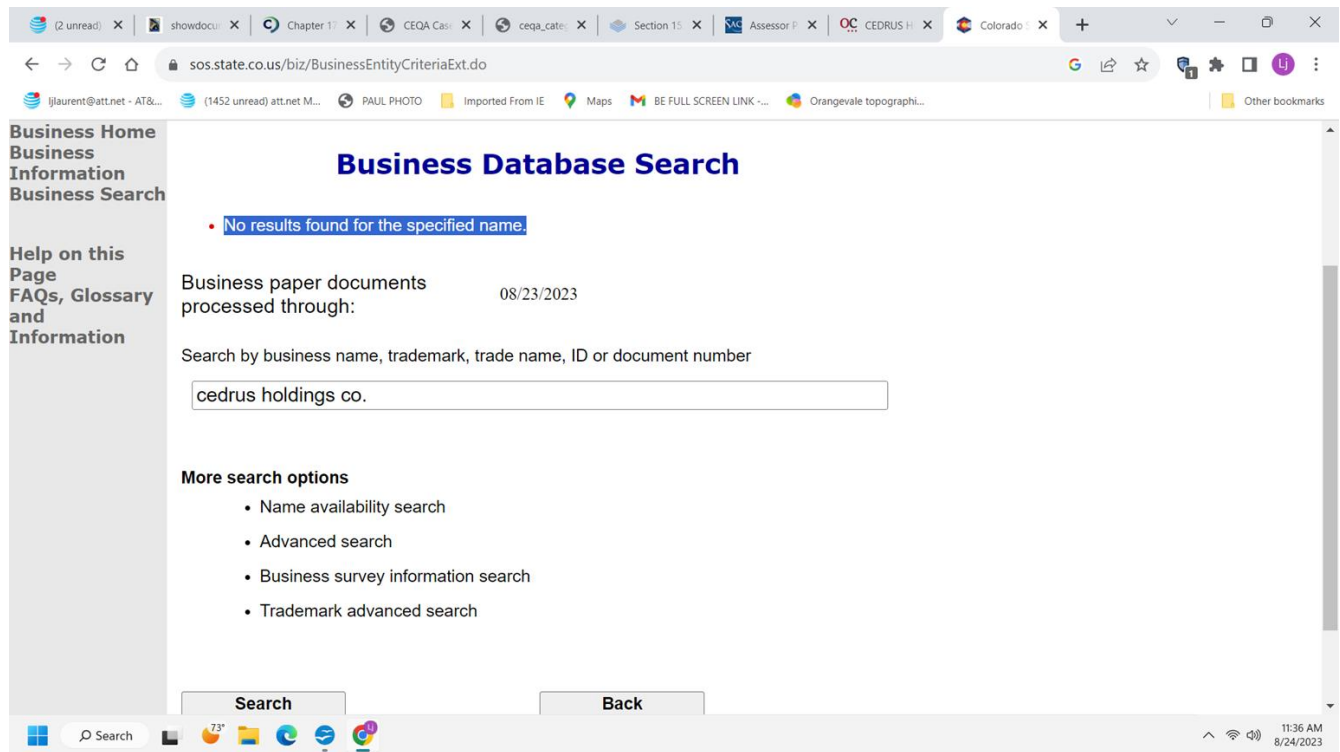 (2 unread)
showdocu
Chapter 17
CEQA Case
ceqa_cate
Section 15
SAC
Assessor P
OC
CEDRUS H
Colorado S
sos.state.co.us/biz/BusinessEntityCriteriaExt.do
Lj
ljlaurent@att.net - AT&...
(1452 unread) att.net M...
PAUL PHOTO
Imported From IE
Maps
BE FULL SCREEN LINK -...
Orangevale topographi...
Other bookmarks
Business Home
Business
Information
Business Search
Help on this
Page
FAQs, Glossary
and
Information
Business Database Search
No results found for the specified name.
Business paper documents
processed through:
08/23/2023
Search by business name, trademark, trade name, ID or document number
cedrus holdings co.
More search options
Name availability search
Advanced search
Business survey information search
Trademark advanced search
Search
Back
Search
73°
11:36 AM
8/24/2023